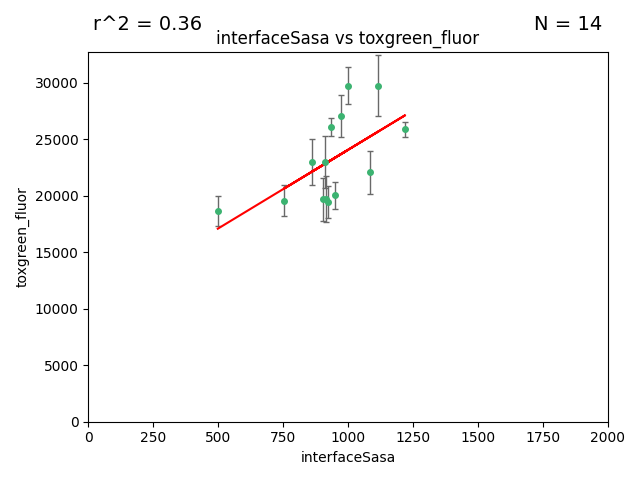 r^2 = 0.36
N = 14
interfaceSasa vs toxgreen_fluor
30000
25000
20000
15000
10000
5000
0
toxgreen_fluor
0 250 500 750 1000 1250 1500 1750 2000
interfaceSasa